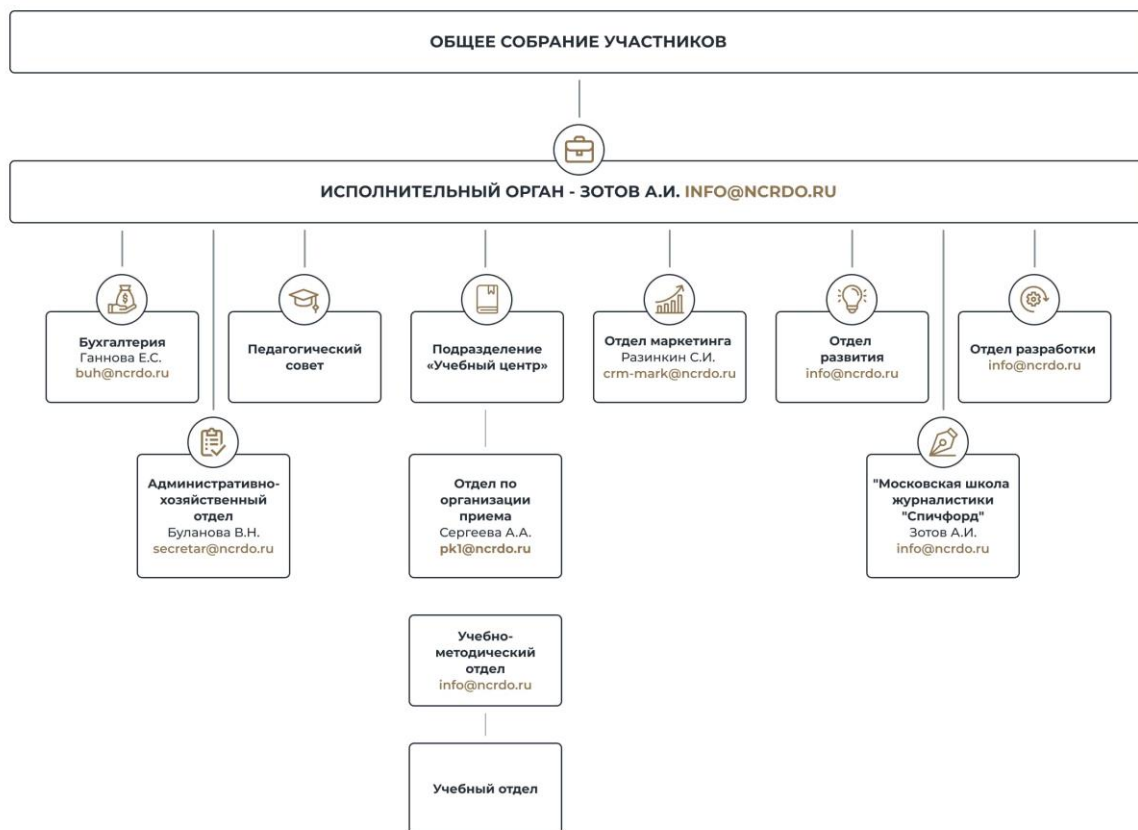 ОБЩЕЕ СОБРАНИЕ УЧАСТНИКОВ
ИСПОЛНИТЕЛЬНЫЙ ОРГАН - ЗОТОВ А.И. INFO@NCRDO.RU
Бухгалтерия
Ганнова Е.С.
buh@ncrdo.ru
Педагогический
совет
Подразделение
«Учебный центр»
Отдел маркетинга
Разинкин С.И.
crm-mark@ncrdo.ru
Отдел
развития
info@ncrdo.ru
Отдел разработки
info@ncrdo.ru
Административно-
хозяйственный
отдел
Буланова В.Н.
secretar@ncrdo.ru
Отдел по
организации
приема
Сергеева А.А.
pk1@ncrdo.ru
"Московская школа
журналистики
"Спичфорд"
Зотов А.И.
info@ncrdo.ru
Учебно-
методический
отдел
info@ncrdo.ru
Учебный отдел